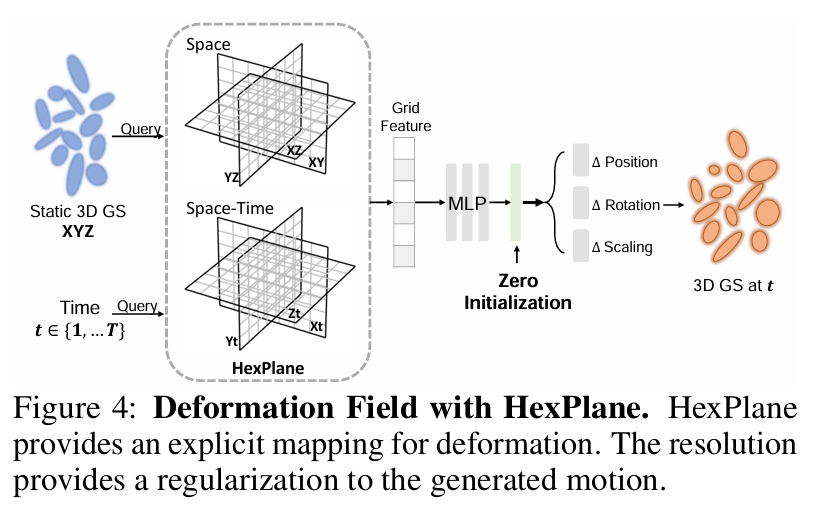 Space
Query
XZ
XY
YZ
Static 3D GS
XYZ
Space-Time
Time
Query
t ∈ {1, ... T}
Zt
Xt
Yt
HexPlane
Grid
Feature
MLP
Zero
Initialization
Δ Position
Δ Rotation
Δ Scaling
3D GS at t
Figure 4: Deformation Field with HexPlane. HexPlane
provides an explicit mapping for deformation. The resolution
provides a regularization to the generated motion.